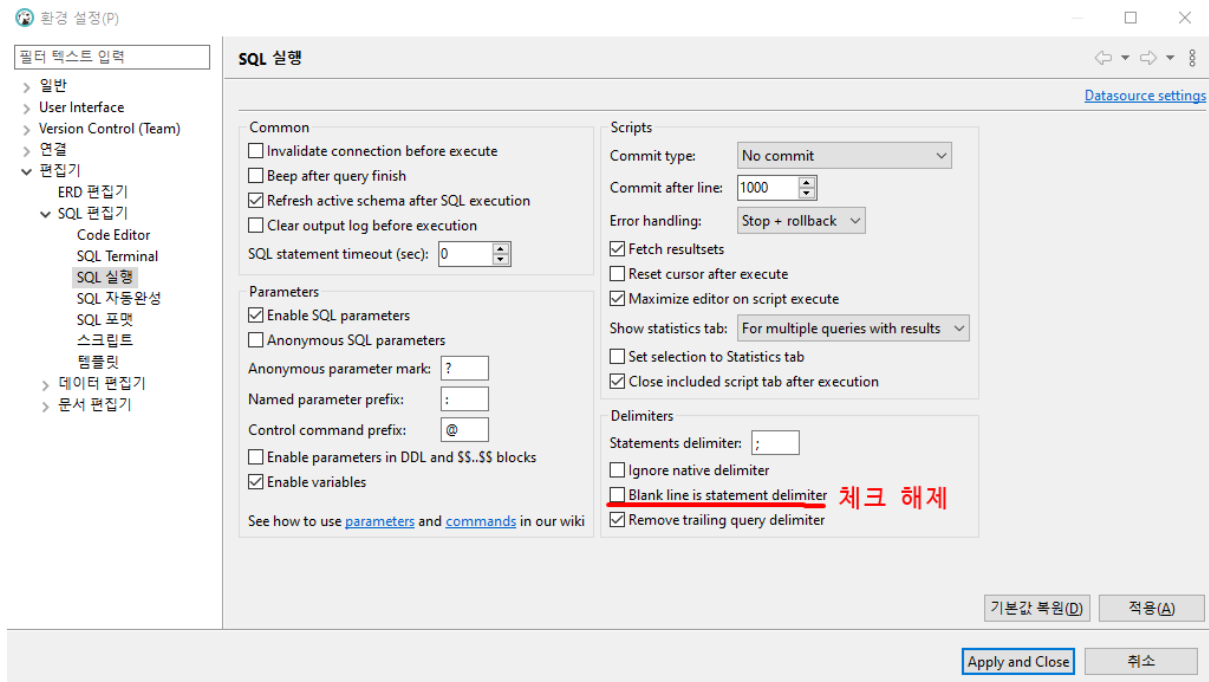 환경 설정(P)
필터 텍스트 입력
일반
User Interface
Version Control (Team)
연결
편집기
ERD 편집기
SQL 편집기
Code Editor
SQL Terminal
SQL 실행
SQL 자동완성
SQL 포맷
스크립트
템플릿
데이터 편집기
문서 편집기
SQL 실행
Datasource settings
Common
Invalidate connection before execute
Beep after query finish
Refresh active schema after SQL execution
Clear output log before execution
SQL statement timeout (sec): 0
Parameters
Enable SQL parameters
Anonymous SQL parameters
Anonymous parameter mark: ?
Named parameter prefix: :
Control command prefix: @
Enable parameters in DDL and $$..$$ blocks
Enable variables
See how to use parameters and commands in our wiki
Scripts
Commit type: No commit
Commit after line: 1000
Error handling: Stop + rollback
Fetch resultsets
Reset cursor after execute
Maximize editor on script execute
Show statistics tab: For multiple queries with results
Set selection to Statistics tab
Close included script tab after execution
Delimiters
Statements delimiter: ;
Ignore native delimiter
Blank line is statement delimiter 체크 해제
Remove trailing query delimiter
기본값 복원(D) 적용(A)
Apply and Close 취소